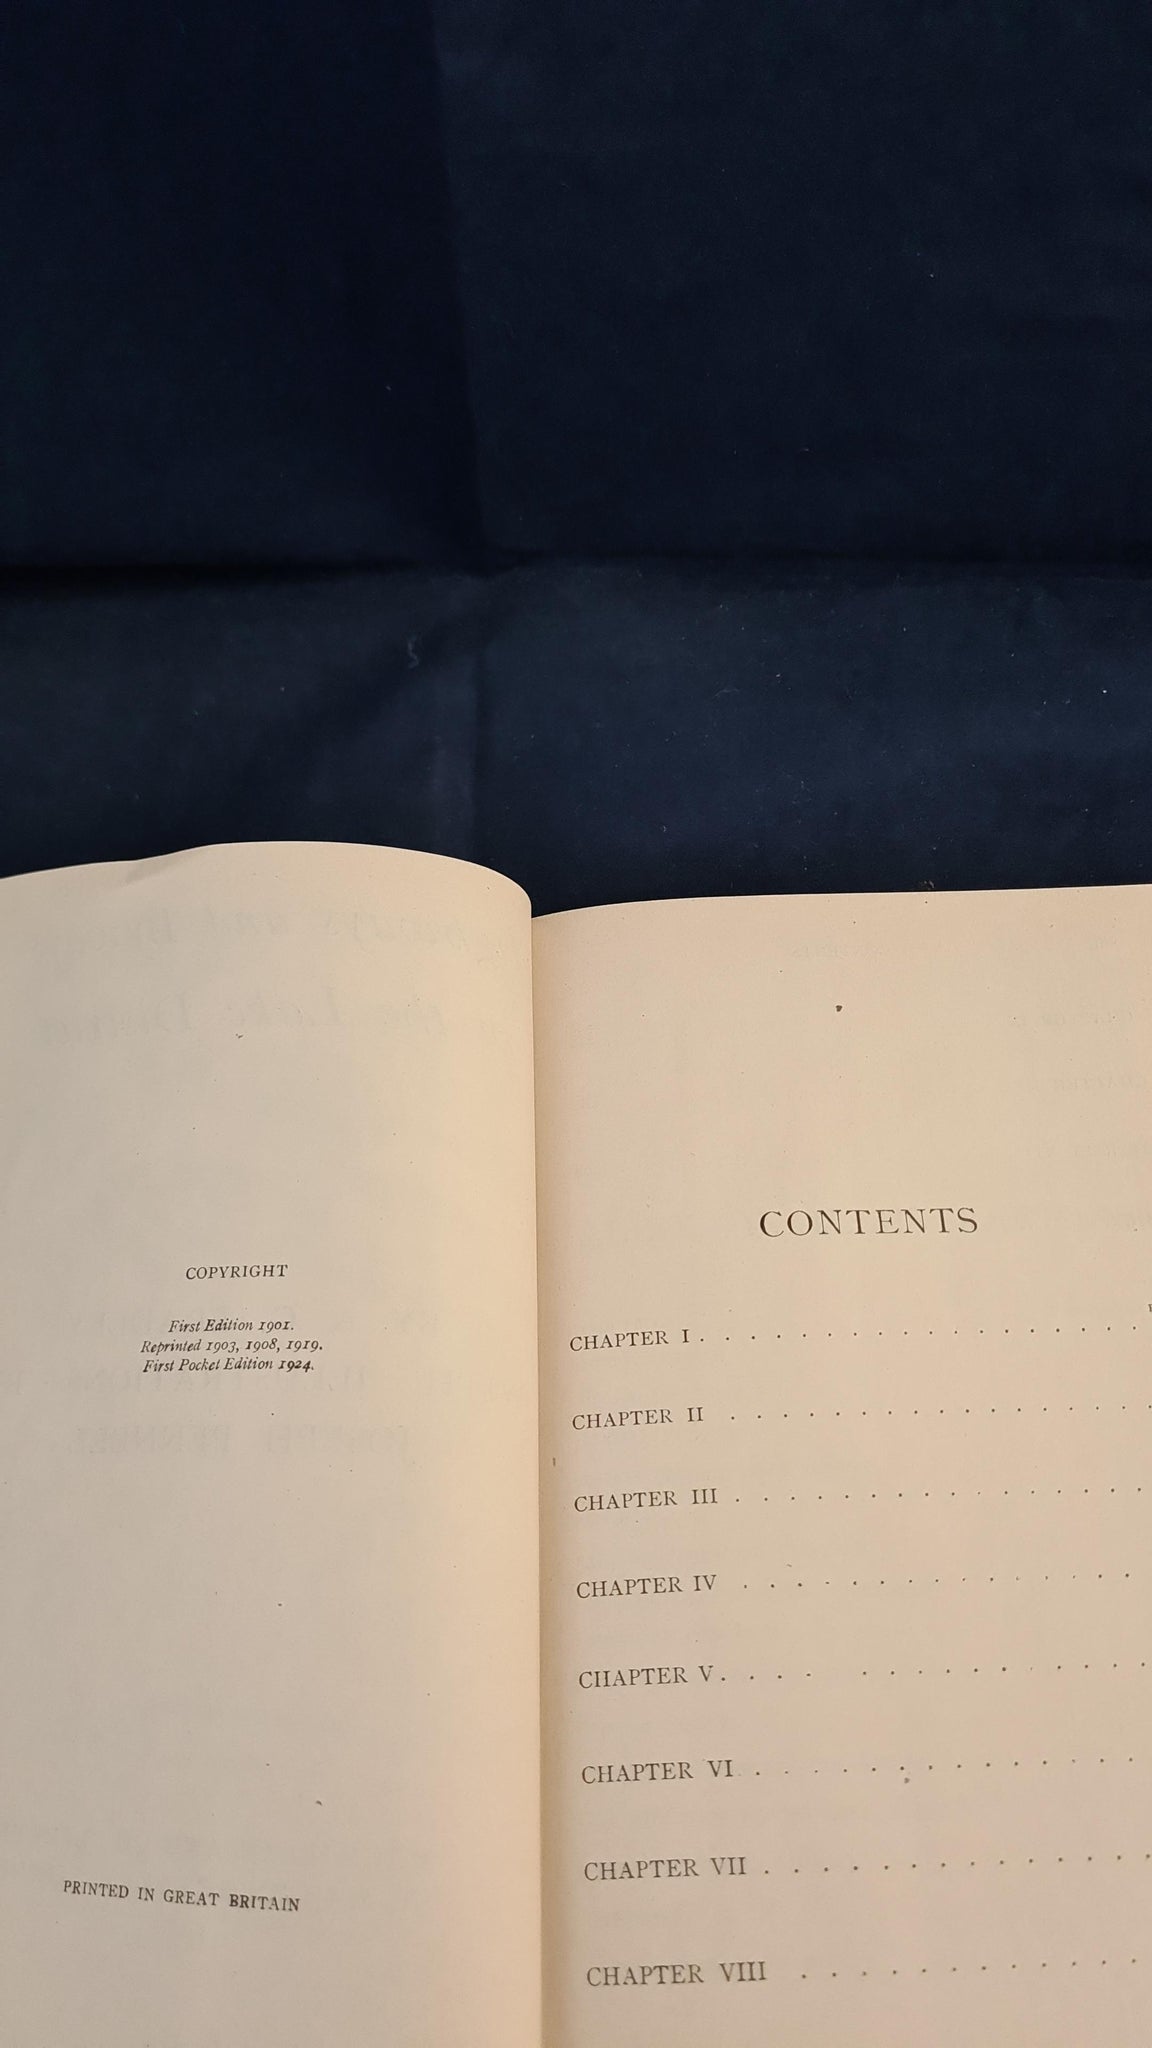 COPYRIGHT
First Edition 1901.
Reprinted 1903, 1908, 1919.
First Pocket Edition 1924.
PRINTED IN GREAT BRITAIN
CONTENTS
CHAPTER I . . . . . . . . . . . . . . . . .
CHAPTER II . . . . . . . . . . . . . . . .
CHAPTER III . . . . . . . . . . . . . . . .
CHAPTER IV . . . . . . . . . . . . . . .
CHAPTER V . . . . . . . . . . . . . . .
CHAPTER VI . . . . . . . . . . . . . .
CHAPTER VII . . . . . . . . . . . . . .
CHAPTER VIII . . . . . . . . . . . .